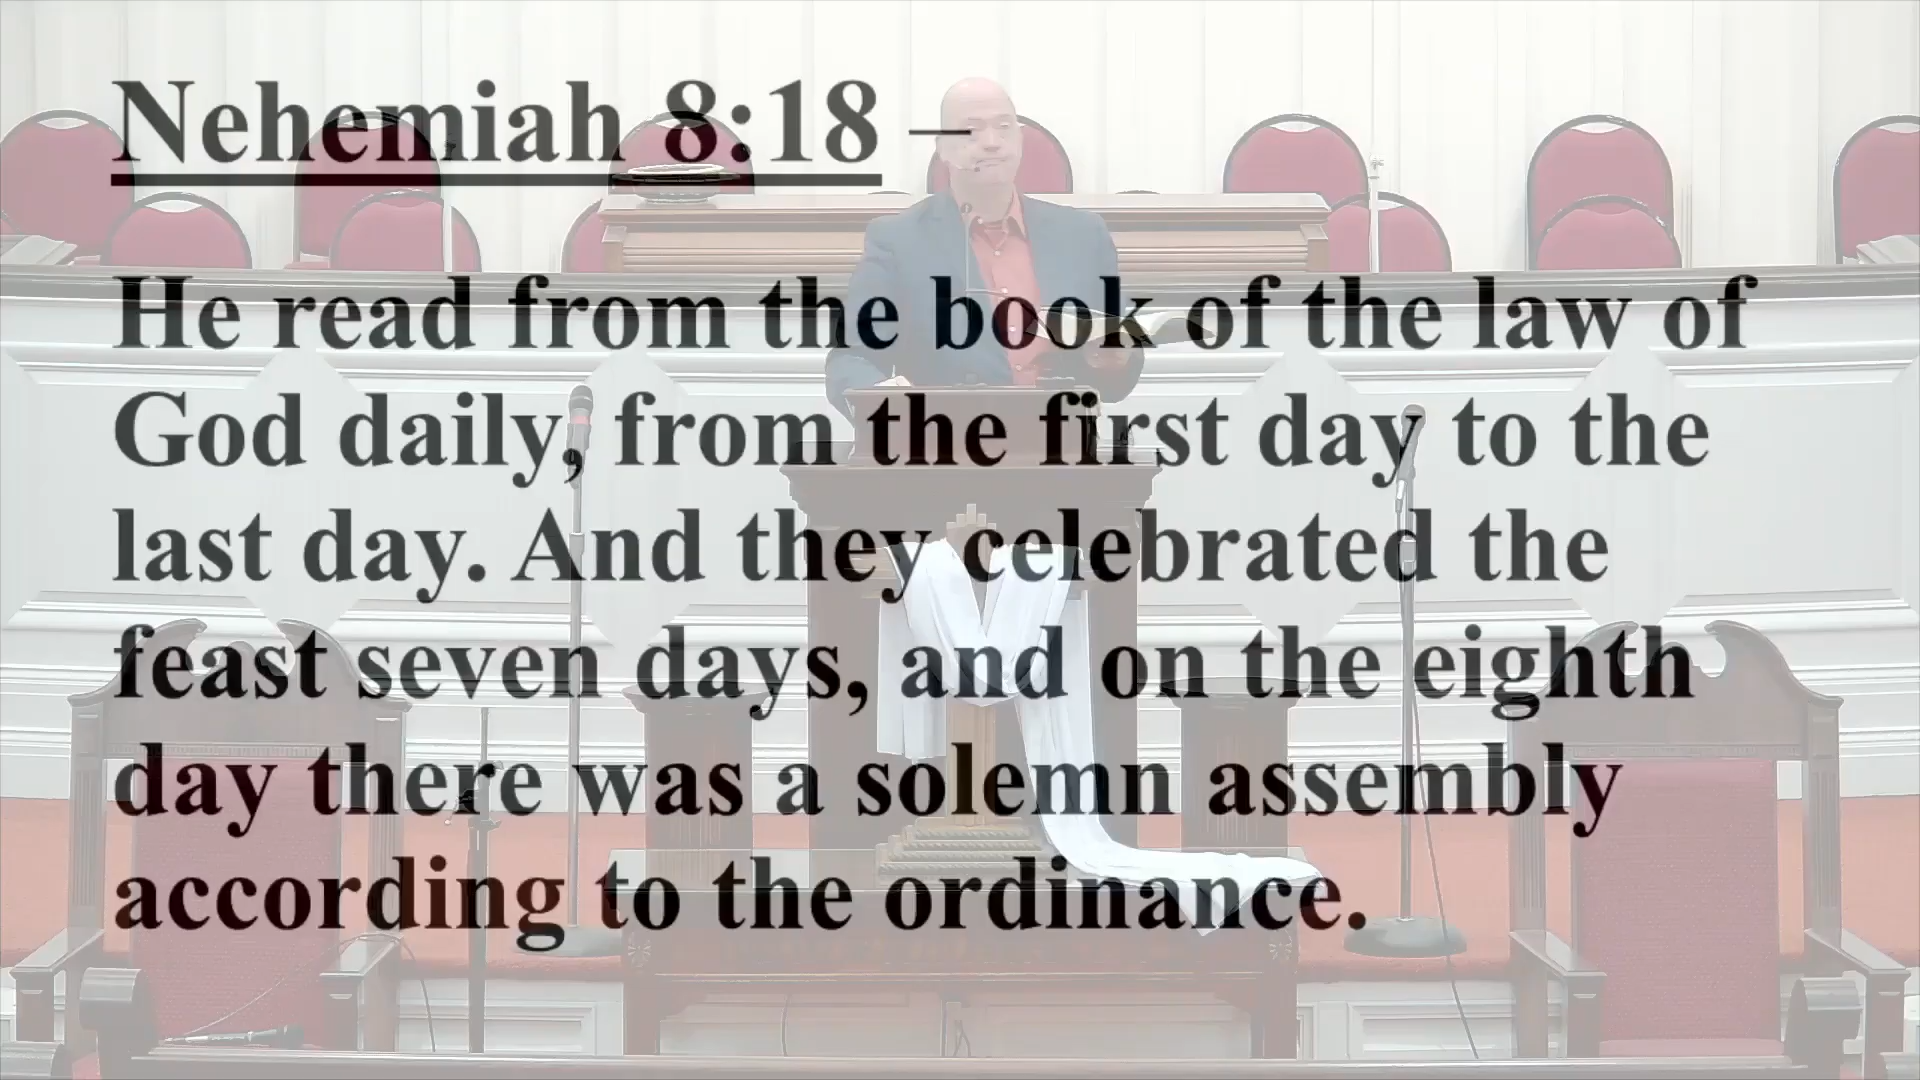 Nehemiah 8:18 –
He read from the book of the law of
God daily, from the first day to the
last day. And they celebrated the
feast seven days, and on the eighth
day there was a solemn assembly
according to the ordinance.